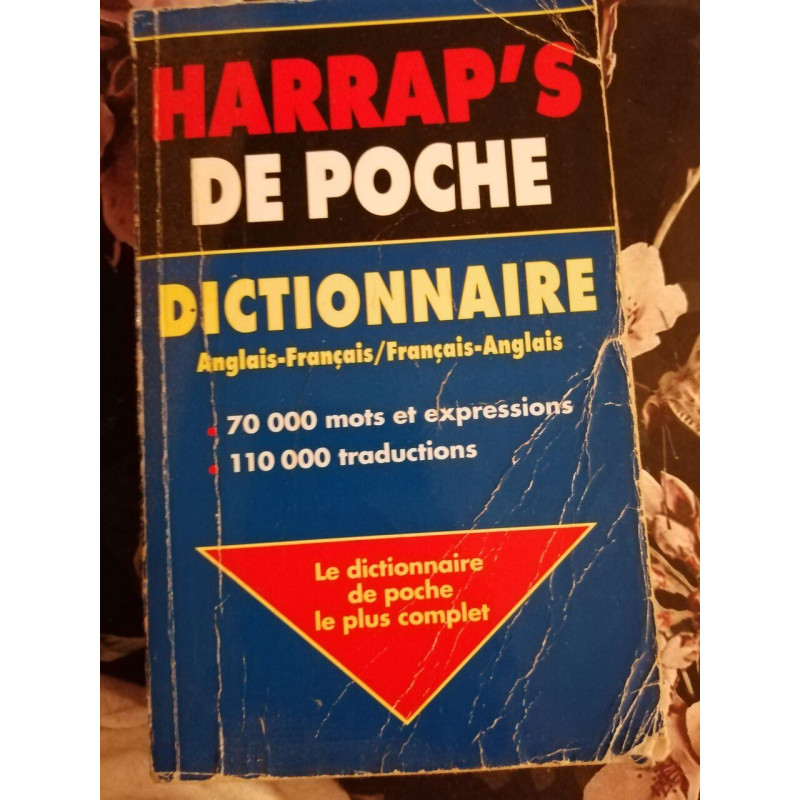 HARRAP'S
DE POCHE
DICTIONNAIRE
Anglais-Français/Français-Anglais
• 70 000 mots et expressions
• 110 000 traductions
Le dictionnaire
de poche
le plus complet